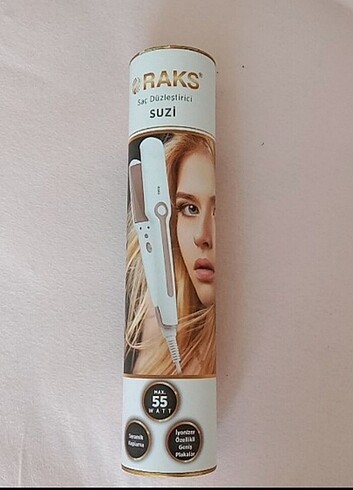 RAKS®
Saç Düzleştirici
SUZİ
MAX.
55
WATT
Seramik
Kaplama
İyonizer
Özellikli
Geniş
Plakalar